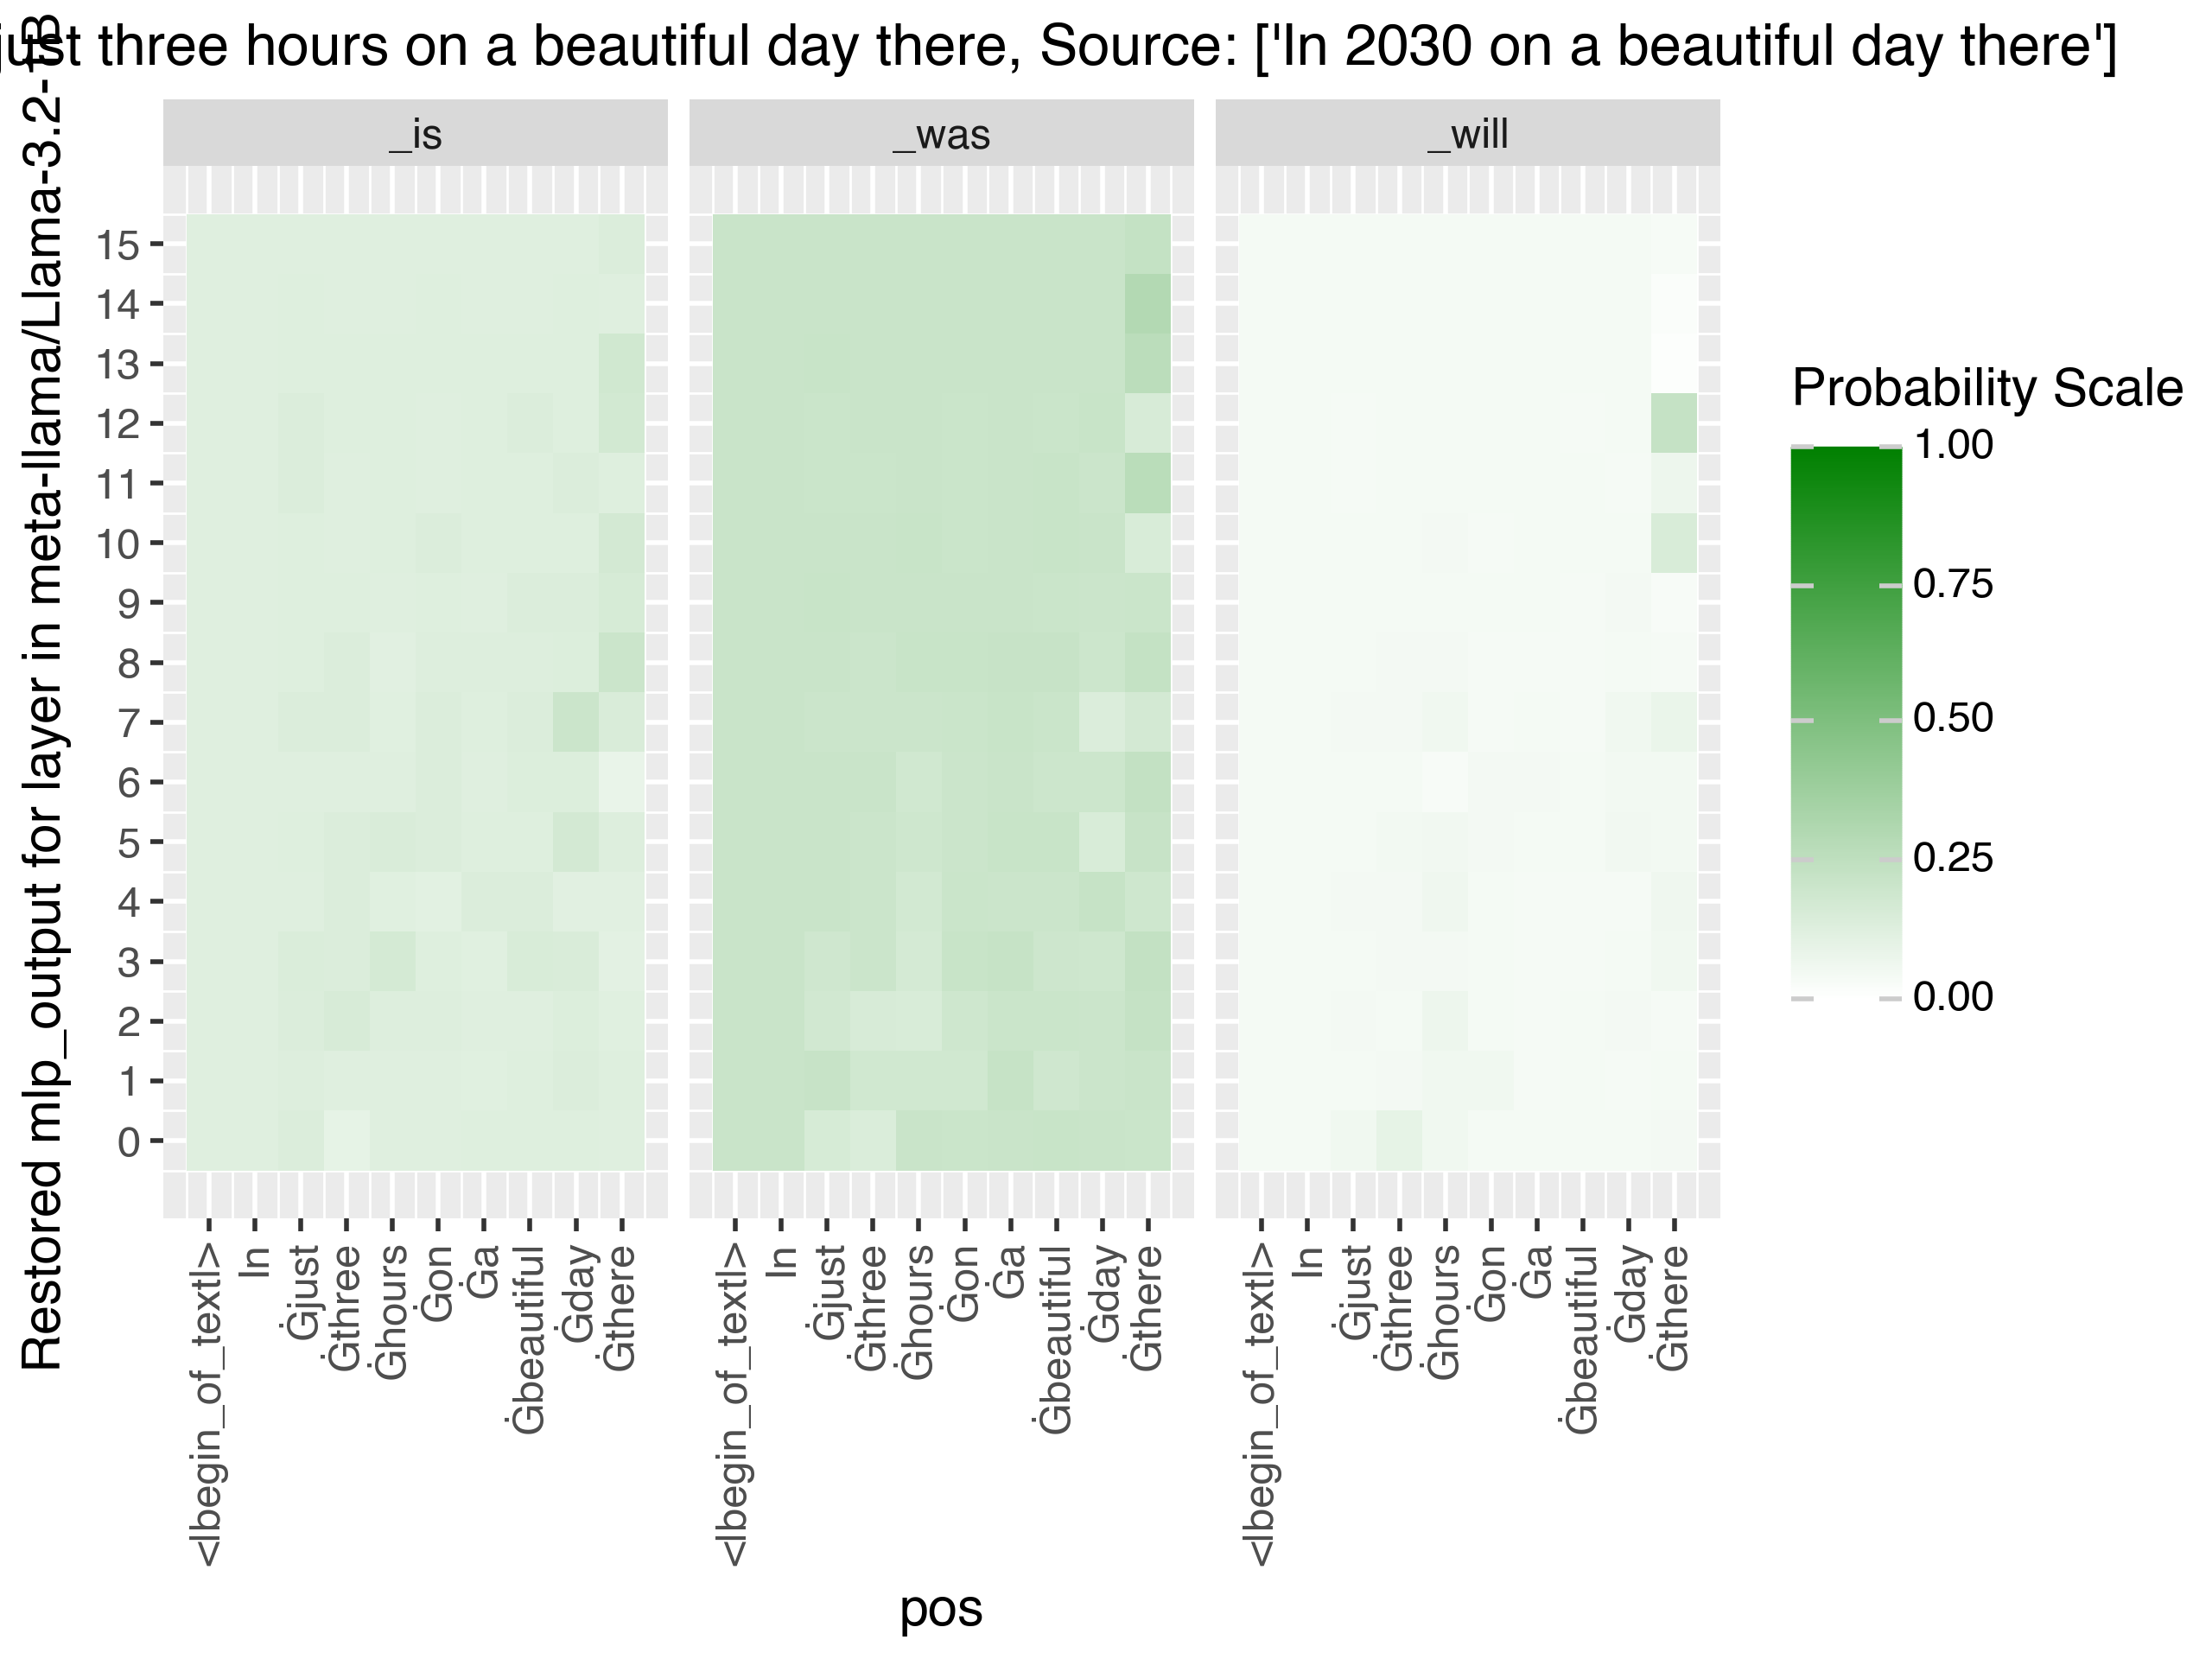 just three hours on a beautiful day there, Source: ['In 2030 on a beautiful day there']
Restored mlp_output for layer in meta-llama/Llama-3.2-1B
_is
_was
_will
15
14
13
12
11
10
9
8
7
6
5
4
3
2
1
0
<|begin_of_text|>
In
Ġjust
Ġthree
Ġhours
Ġon
Ġa
Ġbeautiful
Ġday
Ġthere
<|begin_of_text|>
In
Ġjust
Ġthree
Ġhours
Ġon
Ġa
Ġbeautiful
Ġday
Ġthere
<|begin_of_text|>
In
Ġjust
Ġthree
Ġhours
Ġon
Ġa
Ġbeautiful
Ġday
Ġthere
pos
Probability Scale
1.00
0.75
0.50
0.25
0.00